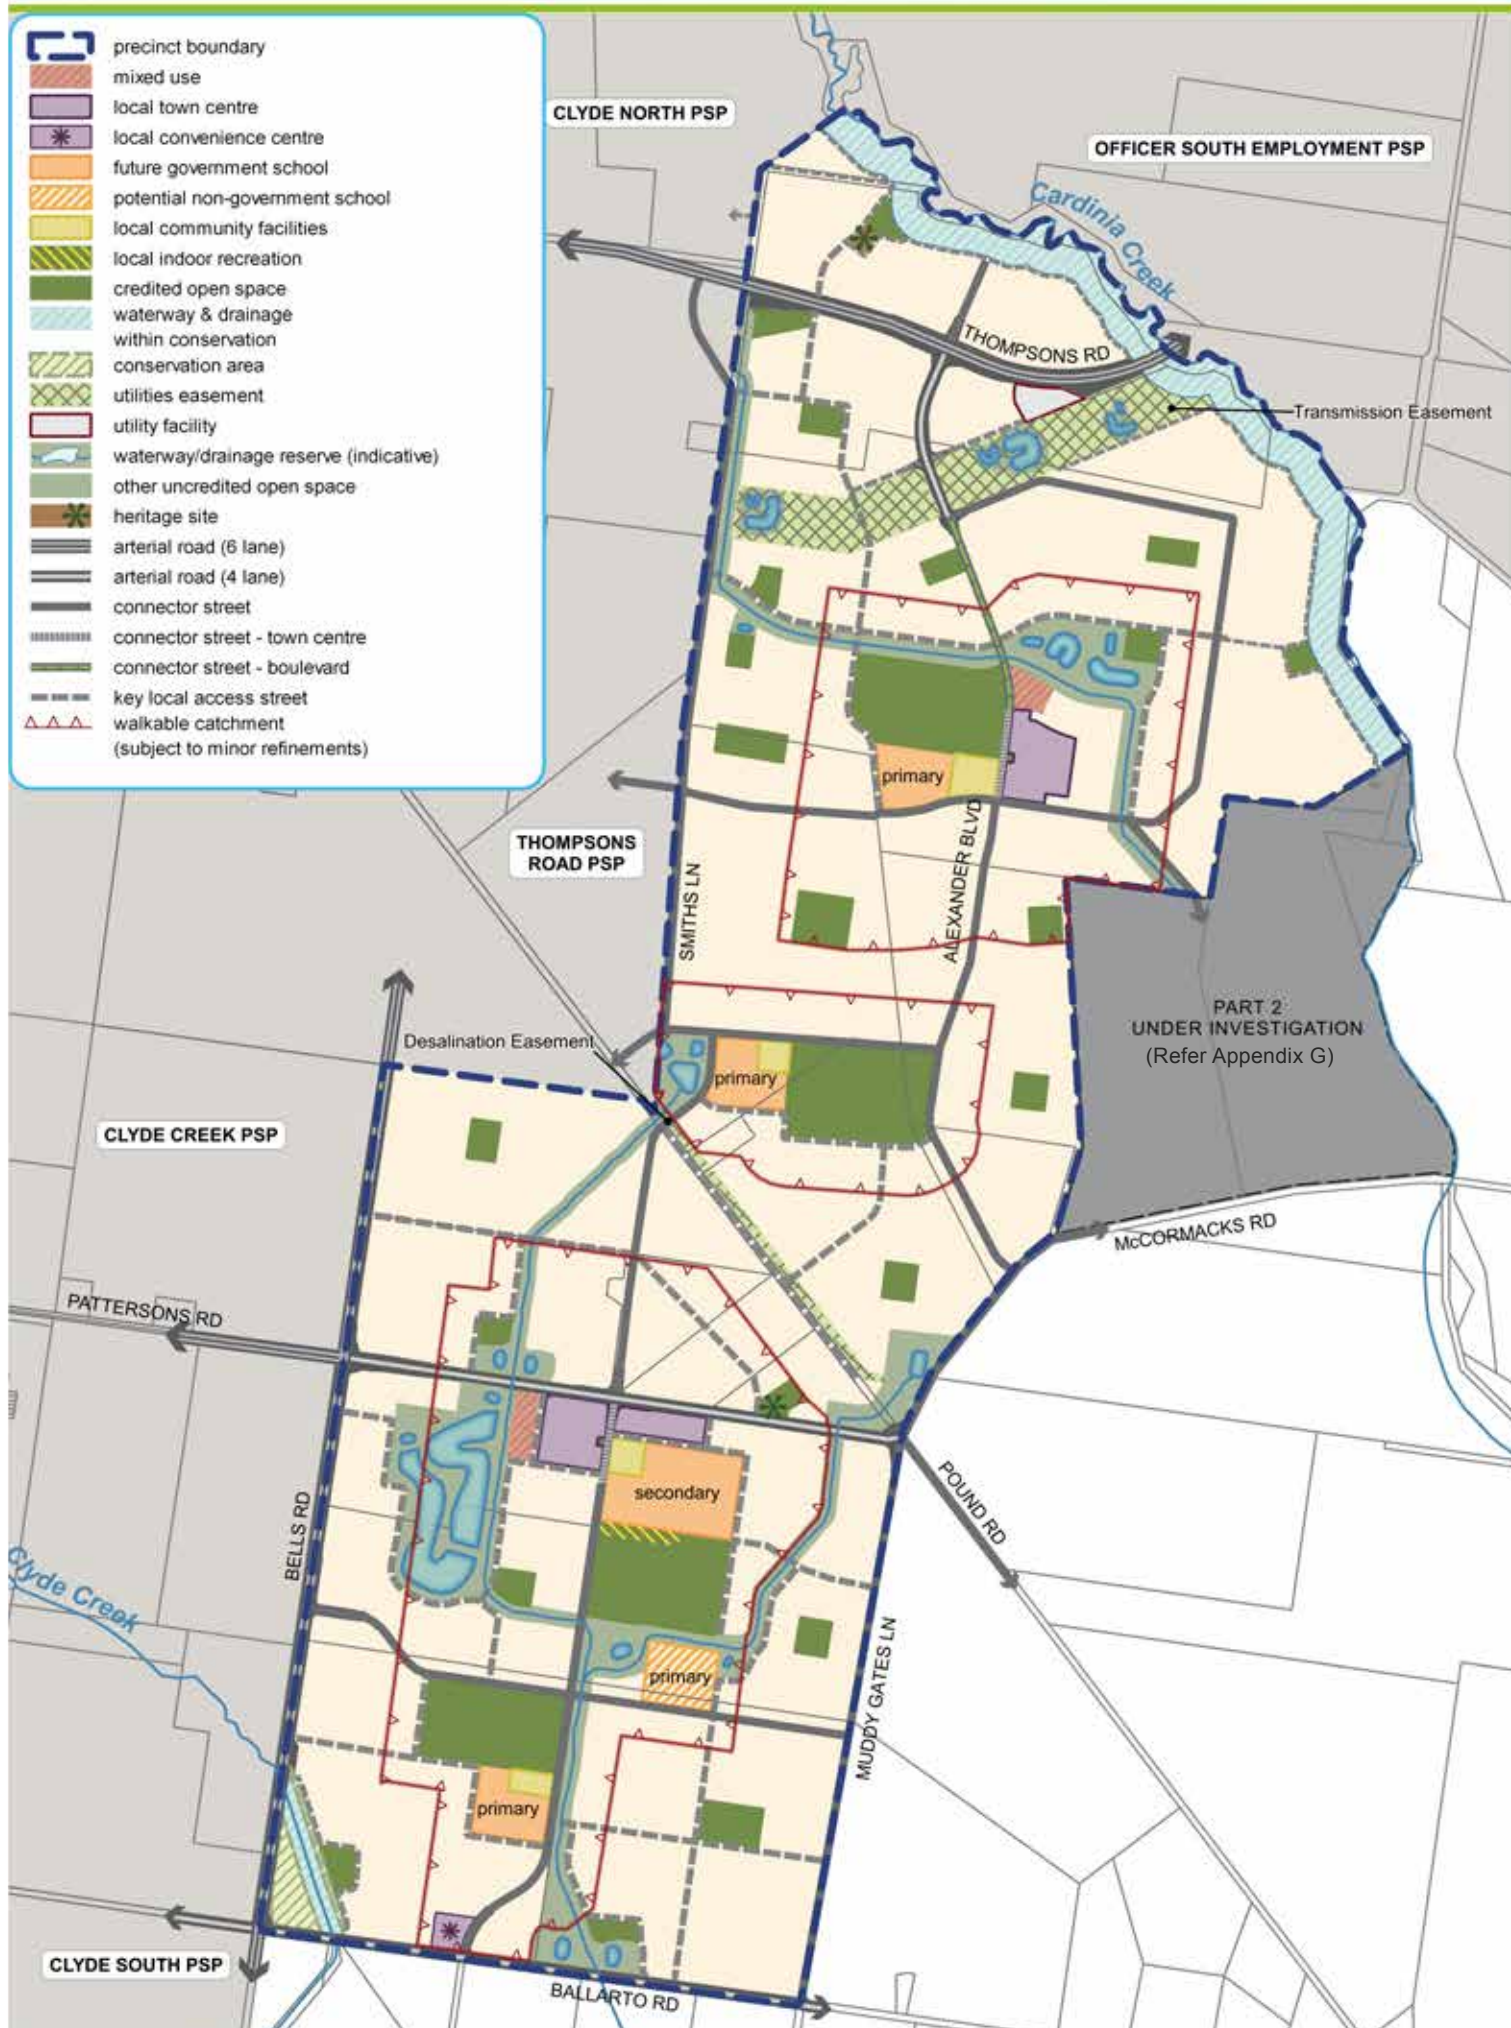 precinct boundary
mixed use
local town centre
local convenience centre
future government school
potential non-government school
local community facilities
local indoor recreation
credited open space
waterway & drainage
within conservation
conservation area
utilities easement
utility facility
waterway/drainage reserve (indicative)
other uncredited open space
heritage site
arterial road (6 lane)
arterial road (4 lane)
connector street
connector street - town centre
connector street - boulevard
key local access street
walkable catchment
(subject to minor refinements)
CLYDE NORTH PSP
OFFICER SOUTH EMPLOYMENT PSP
Cardinia Creek
THOMPSONS RD
Transmission Easement
primary
THOMPSONS
ROAD PSP
SMITHS LN
ALEXANDER BLVD
PART 2
UNDER INVESTIGATION
(Refer Appendix G)
Desalination Easement
primary
CLYDE CREEK PSP
McCORMACKS RD
PATTERSONS RD
secondary
POUND RD
BELLS RD
Clyde Creek
primary
MUDDY GATES LN
primary
CLYDE SOUTH PSP
BALLARTO RD